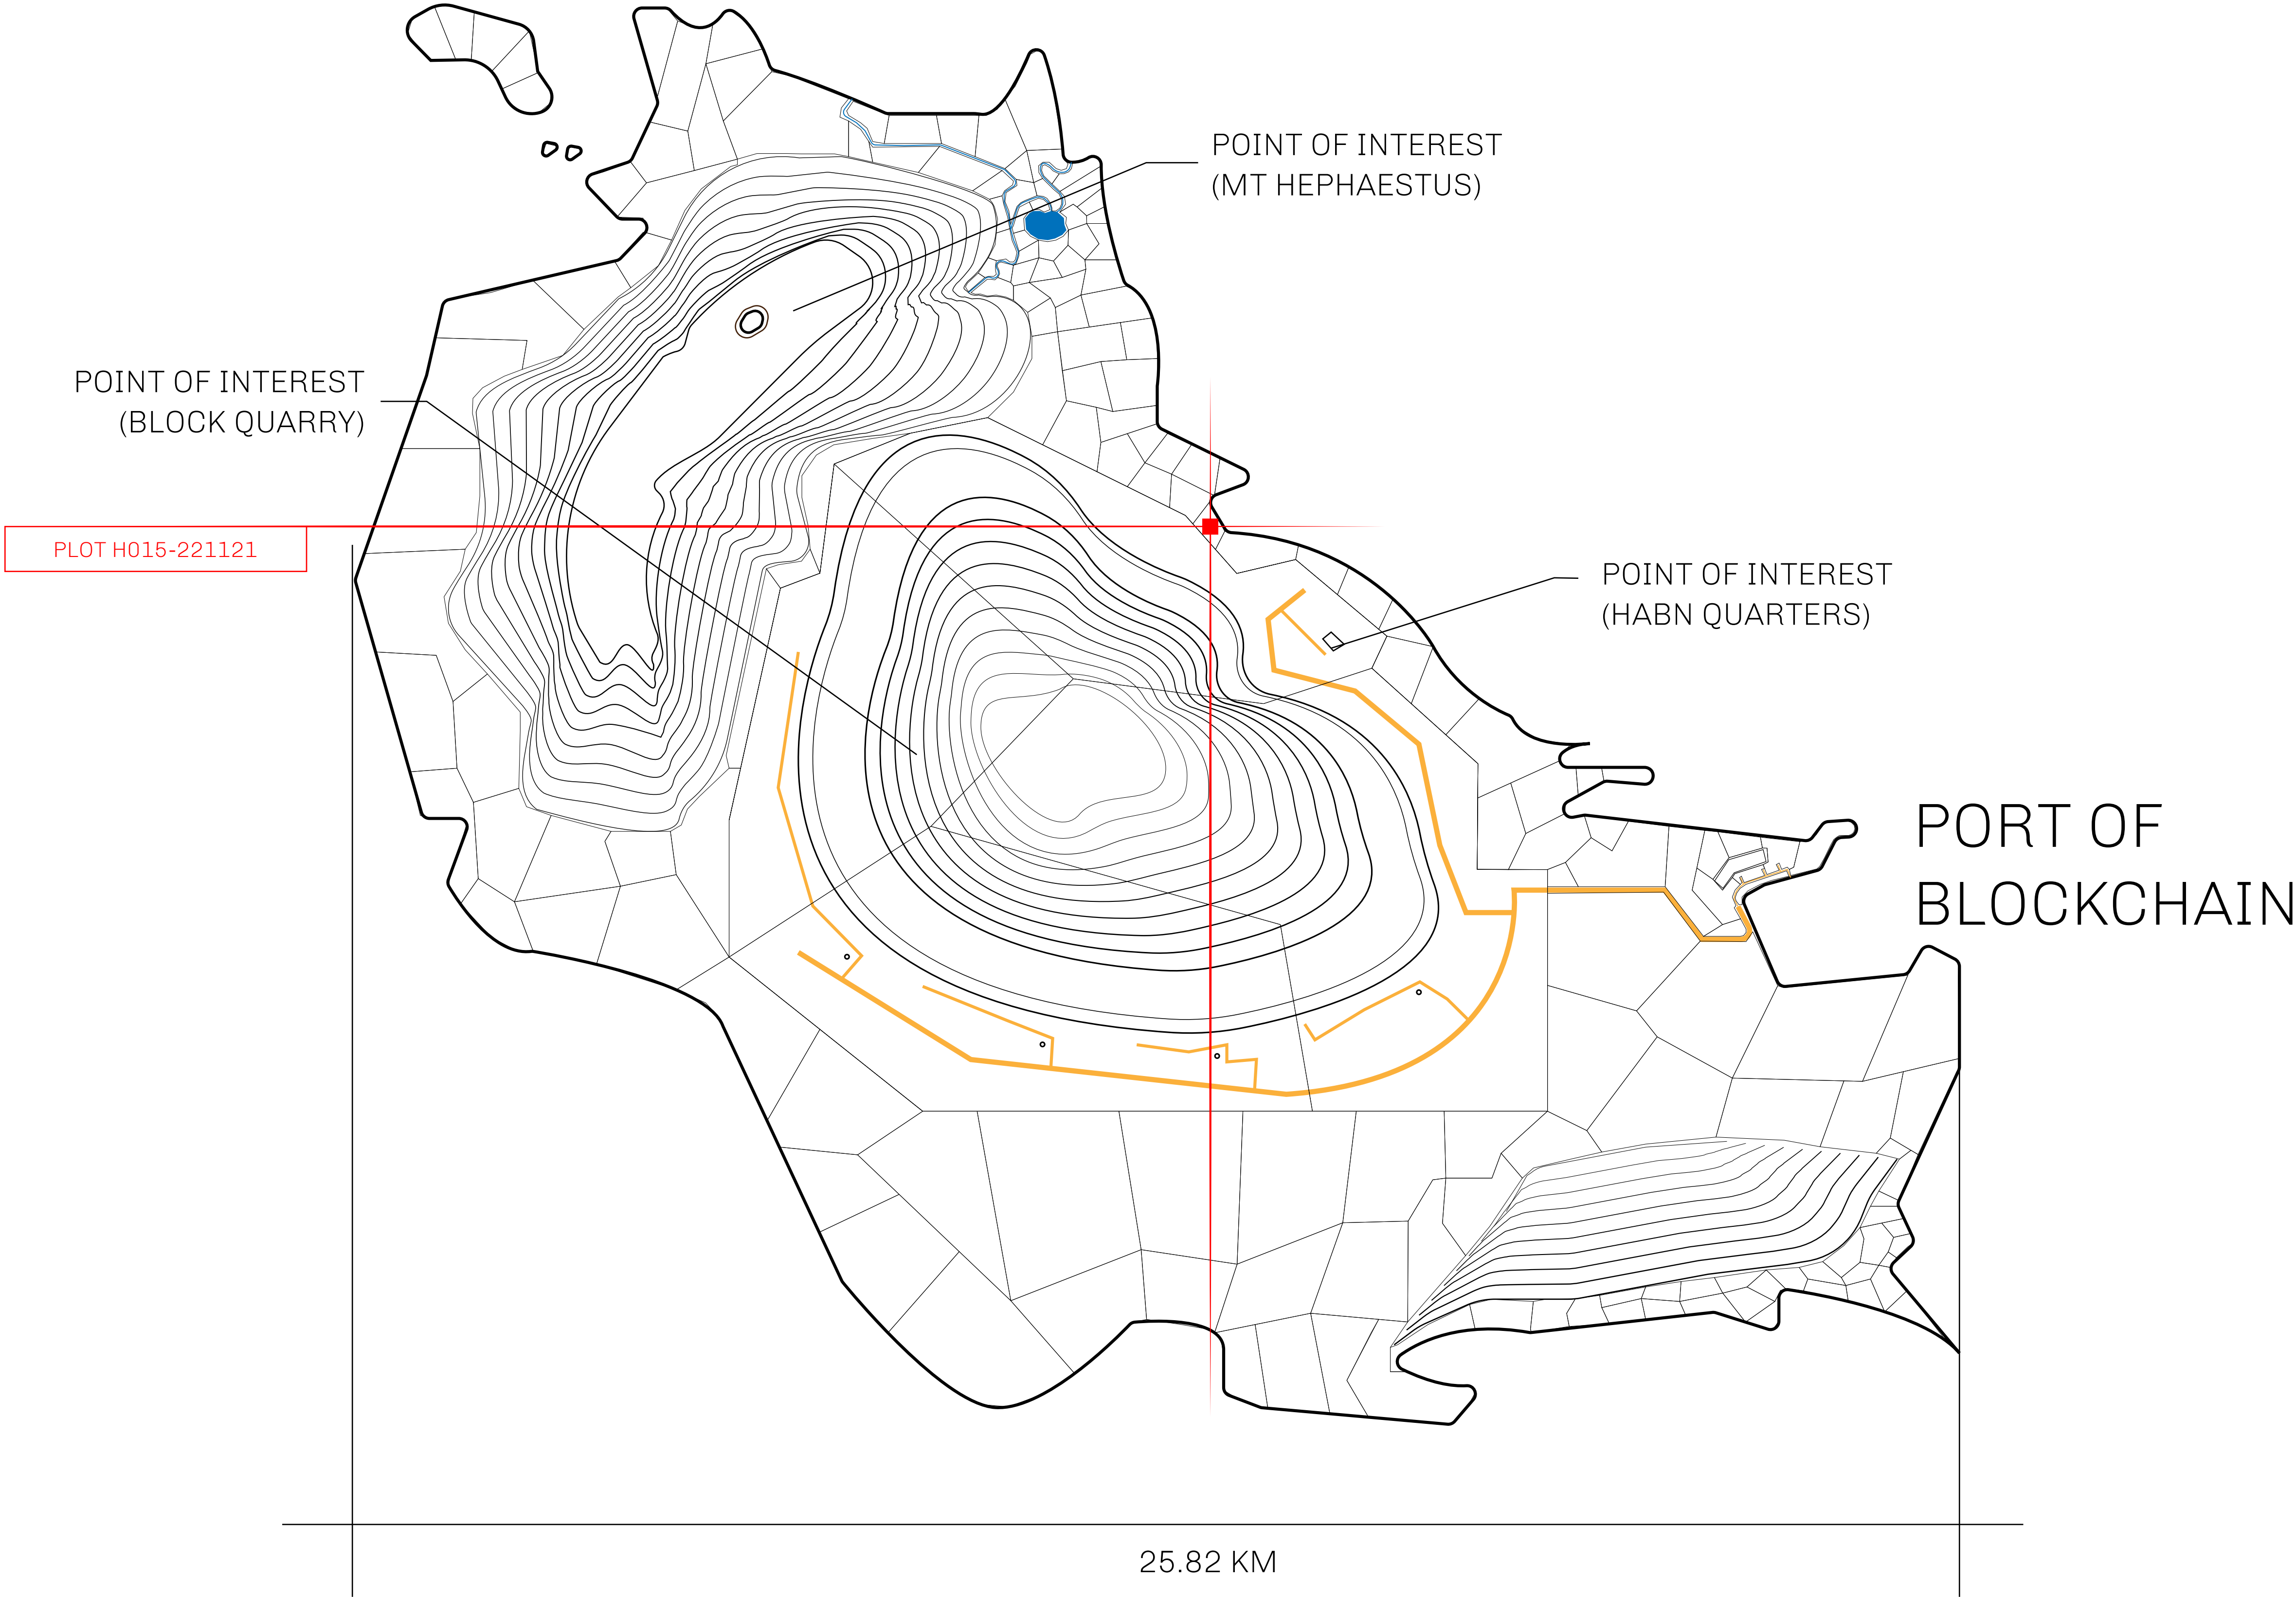 POINT OF INTEREST
(MT HEPHAESTUS)
POINT OF INTEREST
(BLOCK QUARRY)
PLOT H015-221121
POINT OF INTEREST
(HABN QUARTERS)
PORT OF
BLOCKCHAIN
25.82 KM